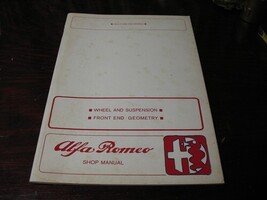 ■ WHEEL AND SUSPENSION ■
■ FRONT END GEOMETRY ■
Alfa Romeo
SHOP MANUAL